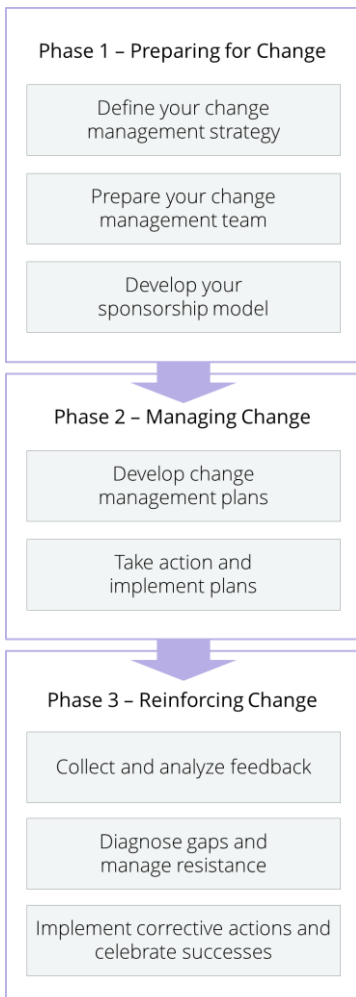 Phase 1 – Preparing for Change
Define your change
management strategy
Prepare your change
management team
Develop your
sponsorship model
Phase 2 – Managing Change
Develop change
management plans
Take action and
implement plans
Phase 3 – Reinforcing Change
Collect and analyze feedback
Diagnose gaps and
manage resistance
Implement corrective actions and
celebrate successes